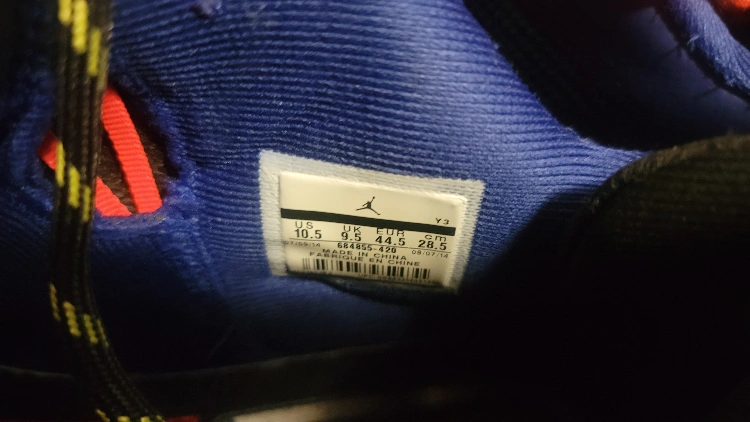 Y3
US UK EUR cm
10.5 9.5 44.5 28.5
684855-420 08/07/14
MADE IN CHINA
FABRIQUE EN CHINE